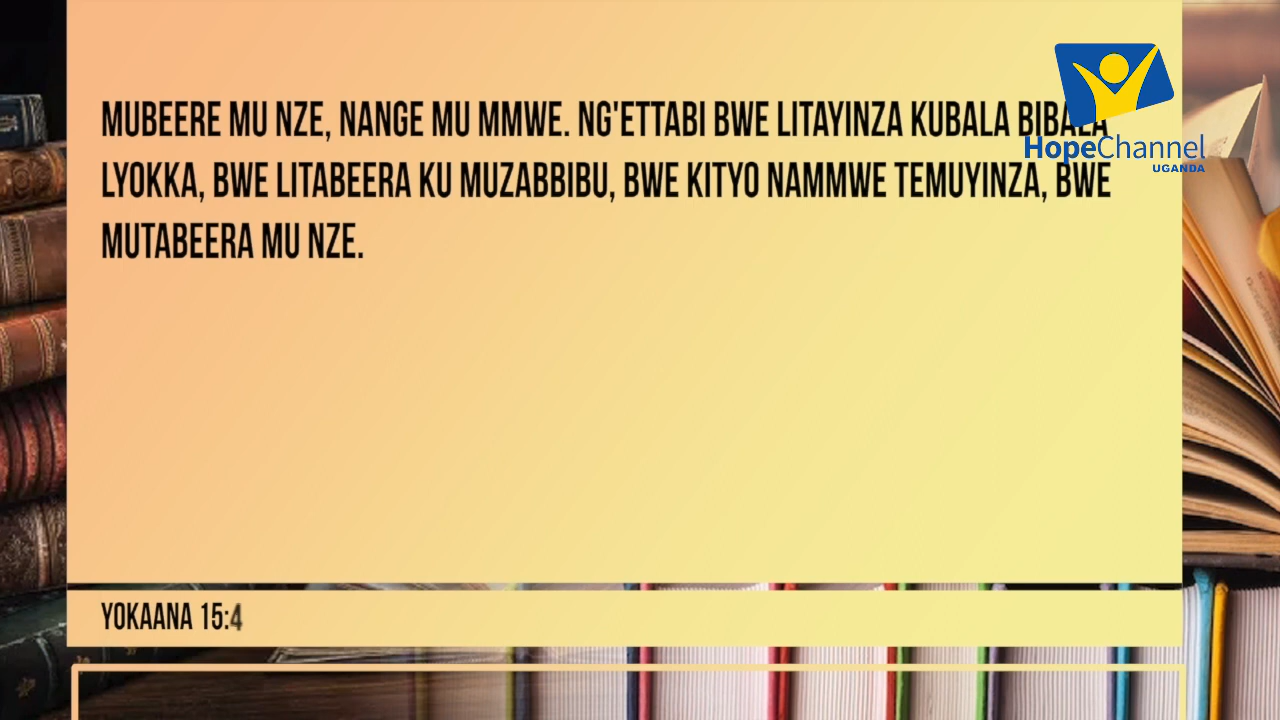 MUBEERE MU NZE, NANGE MU MMWE. NG'ETTABI BWE LITAYINZA KUBALA BIBALA
LYOKKA, BWE LITABEERA KU MUZABBIBU, BWE KITYO NAMMWE TEMUYINZA, BWE
MUTABEERA MU NZE.
HopeChannel
UGANDA
YOKAANA 15:4